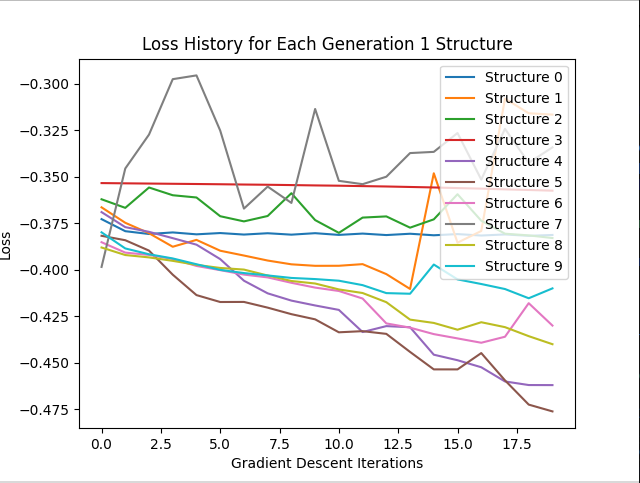 Loss History for Each Generation 1 Structure
Loss
−0.300
−0.325
−0.350
−0.375
−0.400
−0.425
−0.450
−0.475
0.0
2.5
5.0
7.5
10.0
12.5
15.0
17.5
Gradient Descent Iterations
Structure 0
Structure 1
Structure 2
Structure 3
Structure 4
Structure 5
Structure 6
Structure 7
Structure 8
Structure 9